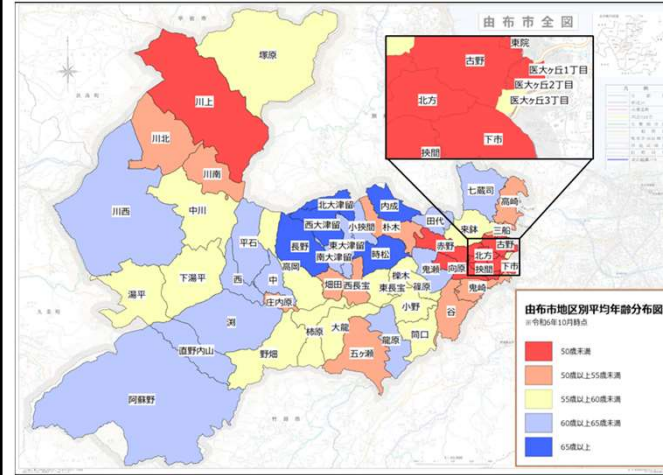 由布市全図
塚原
東院
古野
医大ヶ丘1丁目
医大ヶ丘2丁目
医大ヶ丘3丁目
北方
下市
挾間
川上
川北
川南
川西
中川
湯平
下湯平
平石
西
中
高岡
長野
北大津留
西大津留
東大津留
南大津留
小挾間
内成
朴木
時松
田代
七蔵司
高崎
来鉢
三船
赤野
古野
北方
挾間
下市
向原
鬼瀬
鬼崎
谷
畑田
西長宝
東長宝
櫟木
篠原
小野
同口
龍原
五ヶ瀬
大龍
柿原
野畑
庄内原
渕
直野内山
阿蘇野
由布市地区別平均年齢分布図
※令和6年10月時点
50歳未満
50歳以上55歳未満
55歳以上60歳未満
60歳以上65歳未満
65歳以上